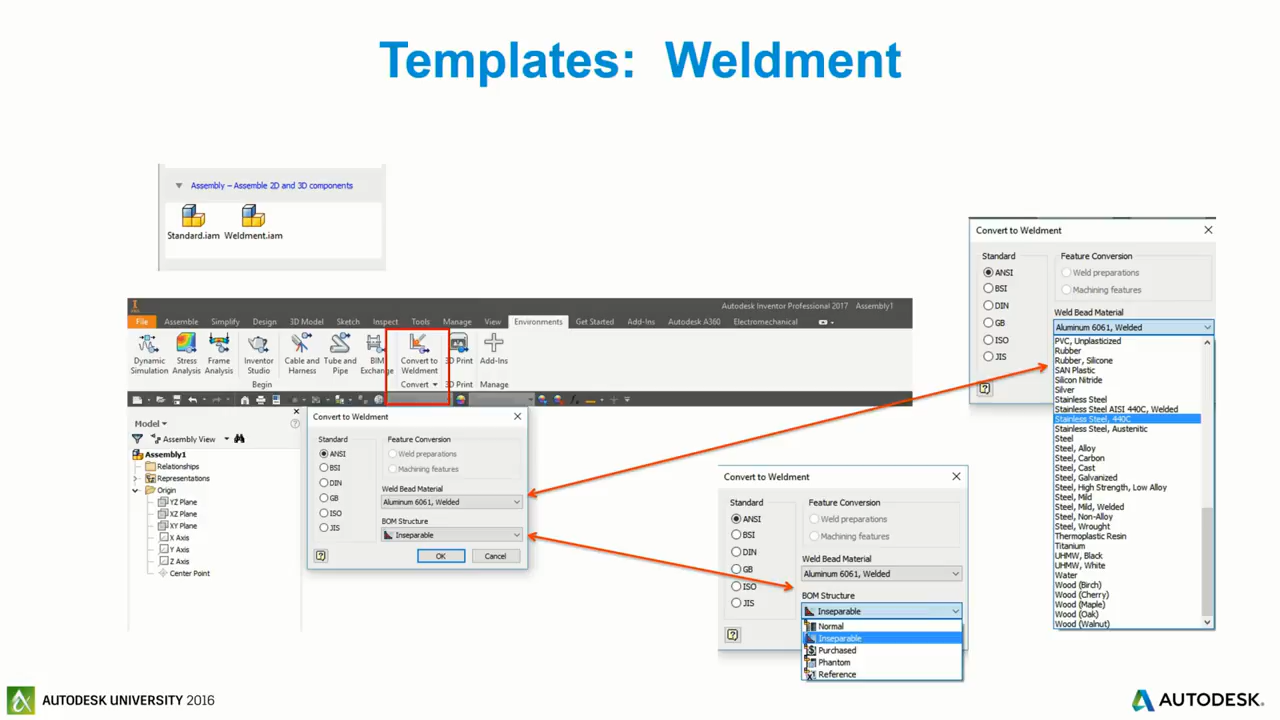 Templates: Weldment
Assembly – Assemble 2D and 3D components
Standard.iam Weldment.iam
Autodesk Inventor Professional 2017 Assembly1
File Assemble Simplify Design 3D Model Sketch Inspect Tools Manage View Environments Get Started Add-Ins Autodesk A360 Electromechanical
Dynamic Simulation
Stress Analysis
Frame Analysis
Inventor Studio
Cable and Harness
Tube and Pipe
BIM Exchange
Convert to Weldment
3D Print
Add-Ins
Begin
Convert
3D Print
Manage
Model
Assembly View
Assembly1
Relationships
Representations
Origin
YZ Plane
XZ Plane
XY Plane
X Axis
Y Axis
Z Axis
Center Point
Convert to Weldment
Standard
ANSI
BSI
DIN
GB
ISO
JIS
Feature Conversion
Weld preparations
Machining features
Weld Bead Material
Aluminum 6061, Welded
BOM Structure
Inseparable
OK
Cancel
Convert to Weldment
Standard
ANSI
BSI
DIN
GB
ISO
JIS
Feature Conversion
Weld preparations
Machining features
Weld Bead Material
Aluminum 6061, Welded
BOM Structure
Inseparable
Normal
Inseparable
Purchased
Phantom
Reference
Convert to Weldment
Standard
ANSI
BSI
DIN
GB
ISO
JIS
Feature Conversion
Weld preparations
Machining features
Weld Bead Material
Aluminum 6061, Welded
PVC, Unplasticized
Rubber
Rubber, Silicone
SAN Plastic
Silicon Nitride
Silver
Stainless Steel
Stainless Steel AISI 440C, Welded
Stainless Steel, 440C
Stainless Steel, Austenitic
Steel
Steel, Alloy
Steel, Carbon
Steel, Cast
Steel, Galvanized
Steel, High Strength, Low Alloy
Steel, Mild
Steel, Mild, Welded
Steel, Non-Alloy
Steel, Wrought
Thermoplastic Resin
Titanium
UHMW, Black
UHMW, White
Water
Wood (Birch)
Wood (Cherry)
Wood (Maple)
Wood (Oak)
Wood (Walnut)
AUTODESK UNIVERSITY 2016
AUTODESK.